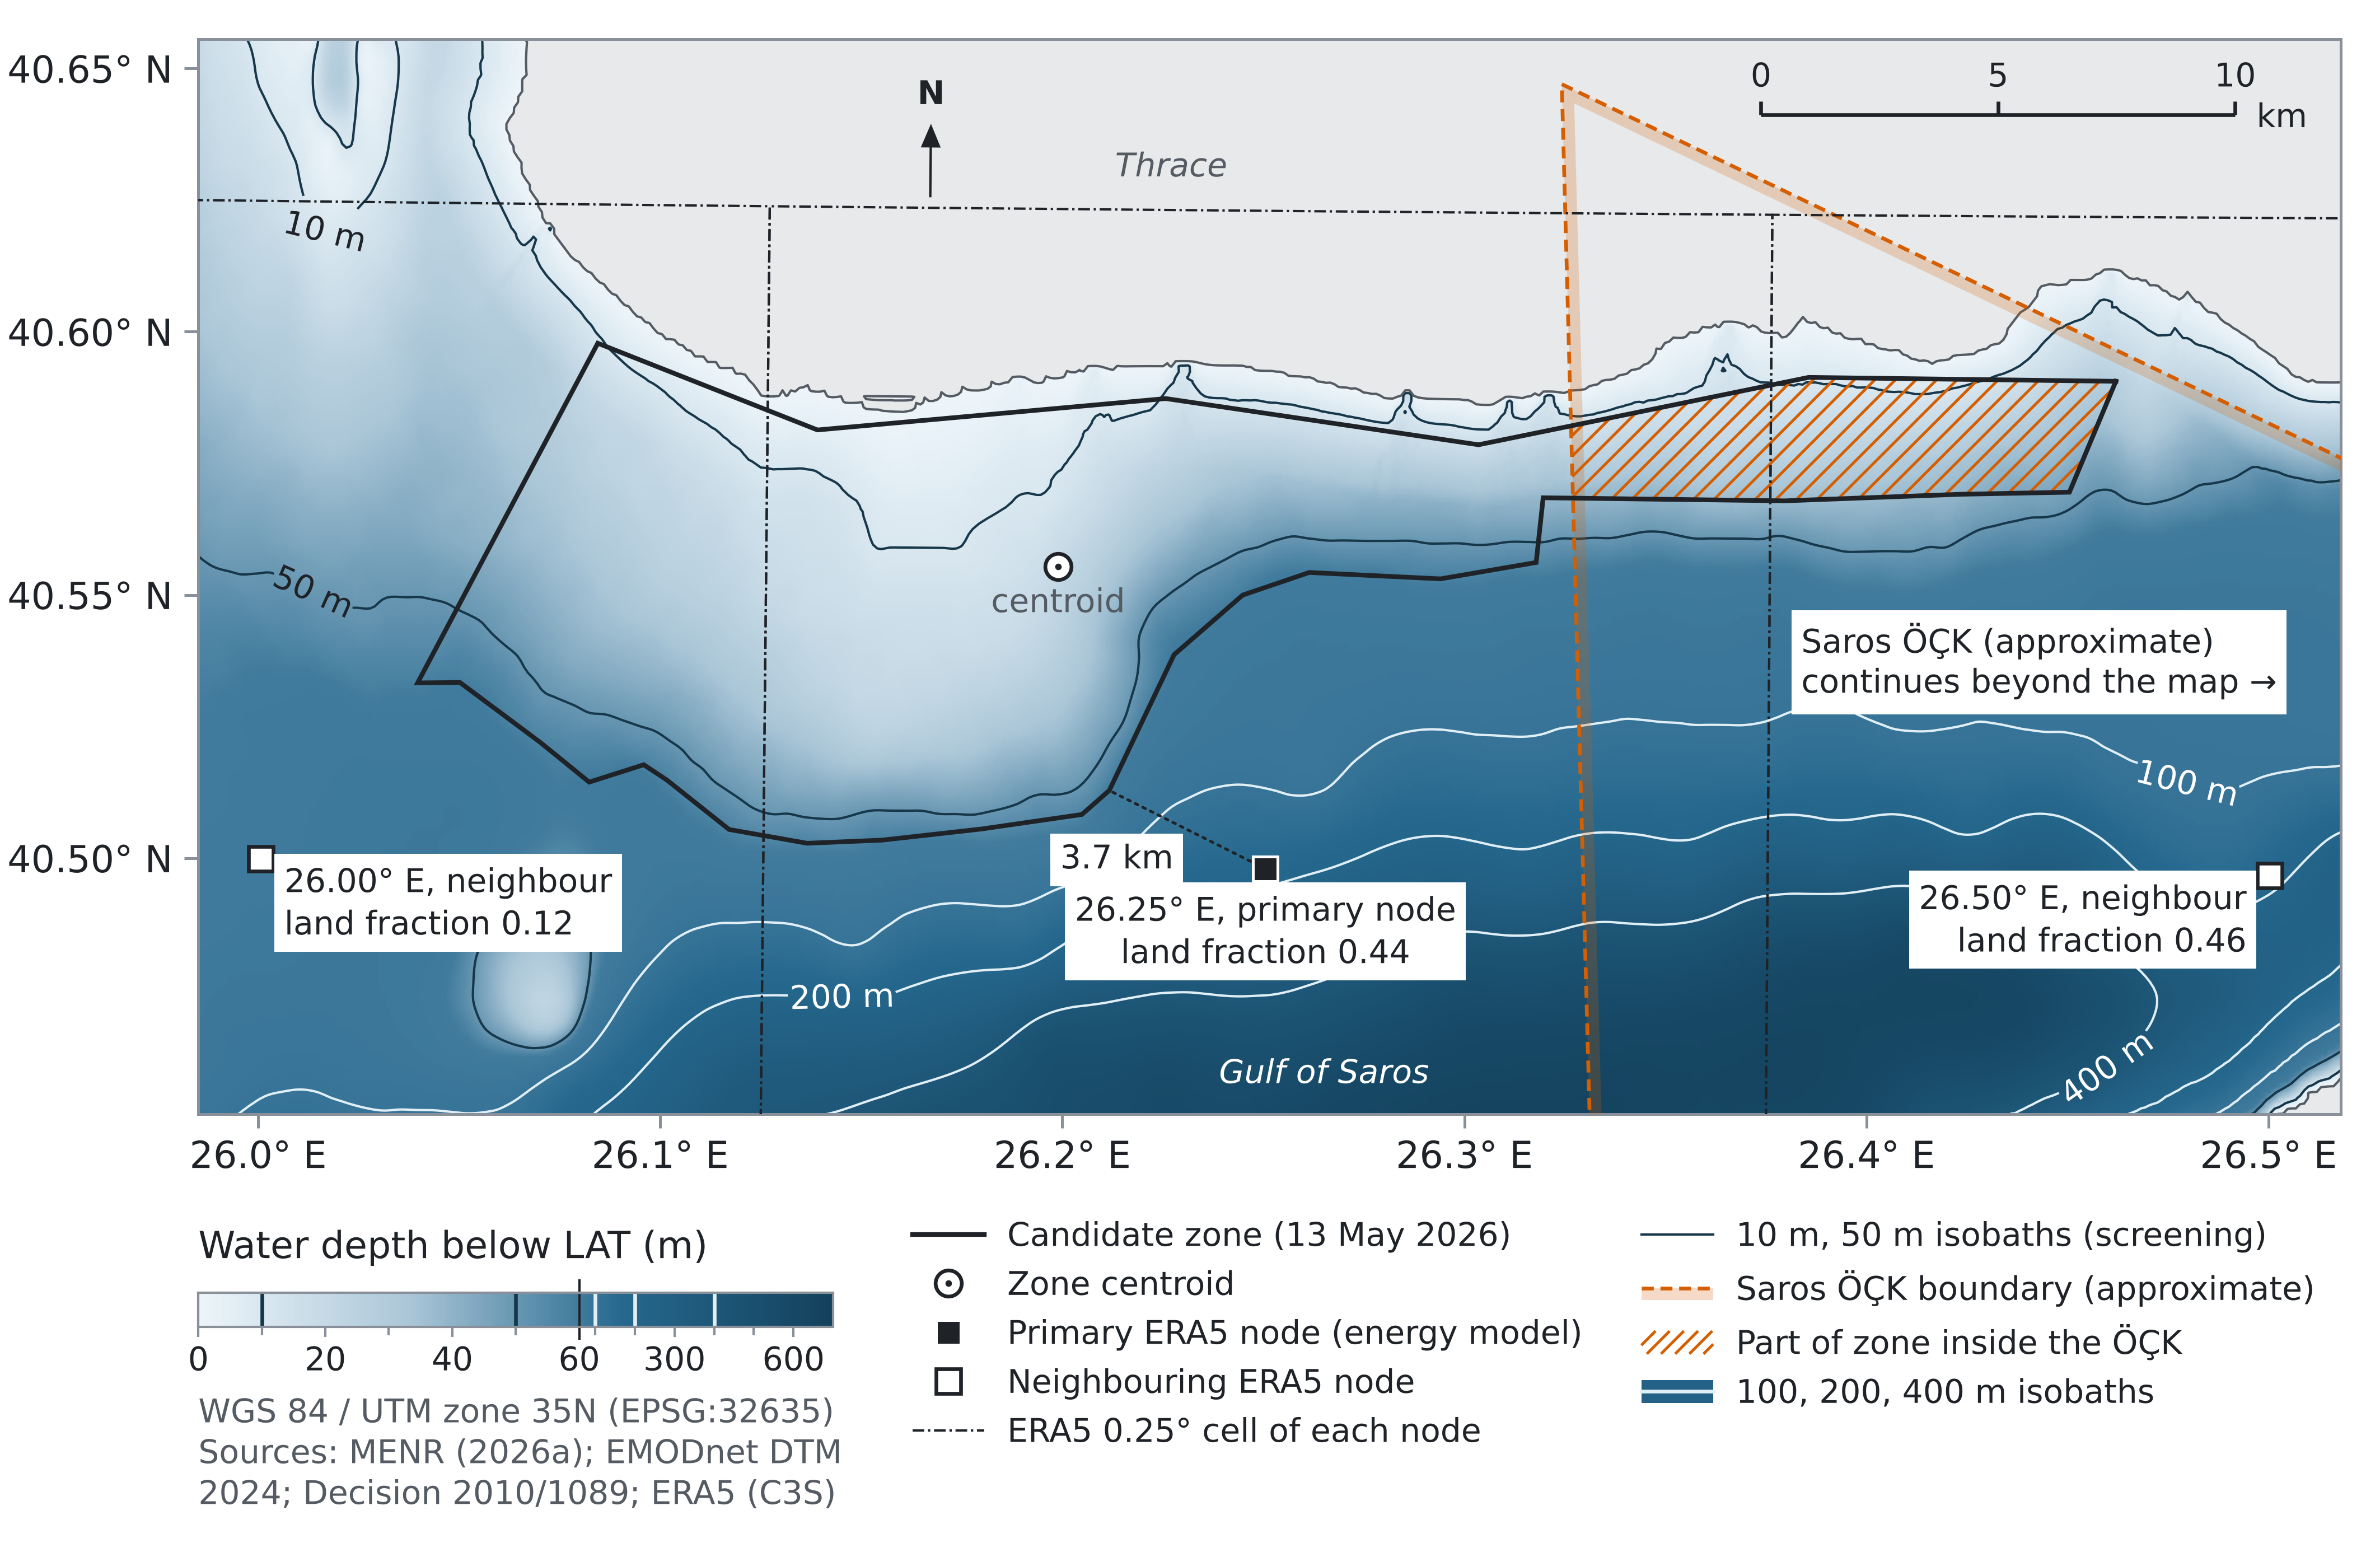 40.65° N
40.60° N
40.55° N
40.50° N
N
Thrace
0 5 10
km
10 m
50 m
centroid
Saros ÖÇK (approximate)
continues beyond the map →
100 m
3.7 km
26.00° E, neighbour
land fraction 0.12
26.25° E, primary node
land fraction 0.44
26.50° E, neighbour
land fraction 0.46
200 m
Gulf of Saros
400 m
26.0° E 26.1° E 26.2° E 26.3° E 26.4° E 26.5° E
Water depth below LAT (m)
0 20 40 60 300 600
WGS 84 / UTM zone 35N (EPSG:32635)
Sources: MENR (2026a); EMODnet DTM
2024; Decision 2010/1089; ERA5 (C3S)
Candidate zone (13 May 2026)
Zone centroid
Primary ERA5 node (energy model)
Neighbouring ERA5 node
ERA5 0.25° cell of each node
10 m, 50 m isobaths (screening)
Saros ÖÇK boundary (approximate)
Part of zone inside the ÖÇK
100, 200, 400 m isobaths